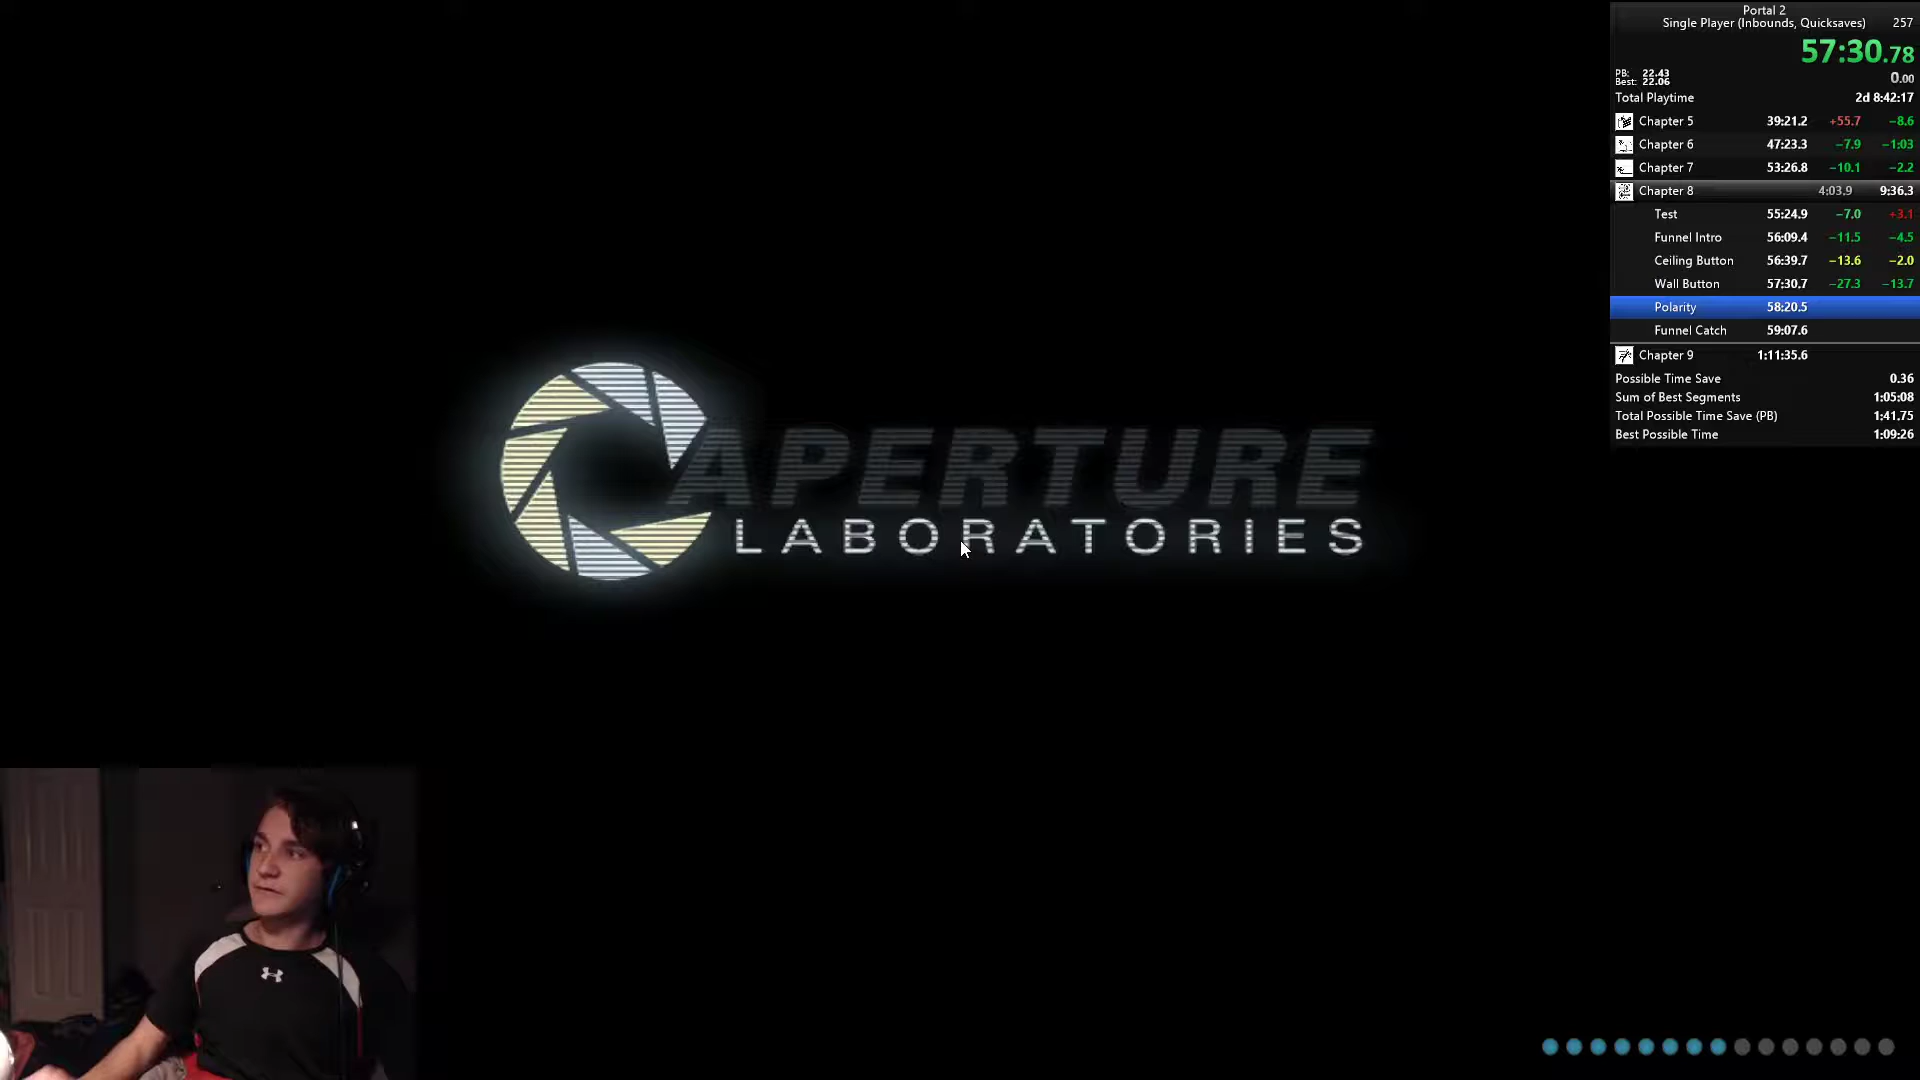 Portal 2
Single Player (Inbounds, Quicksaves) 257
57:30.78
PB: 22.43
Best: 22.06
0.00
Total Playtime 2d 8:42:17
Chapter 5 39:21.2 +55.7 −8.6
Chapter 6 47:23.3 −7.9 −1:03
Chapter 7 53:26.8 −10.1 −2.2
Chapter 8 4:03.9 9:36.3
Test 55:24.9 −7.0 +3.1
Funnel Intro 56:09.4 −11.5 −4.5
Ceiling Button 56:39.7 −13.6 −2.0
Wall Button 57:30.7 −27.3 −13.7
Polarity 58:20.5
Funnel Catch 59:07.6
Chapter 9 1:11:35.6
Possible Time Save 0.36
Sum of Best Segments 1:05:08
Total Possible Time Save (PB) 1:41.75
Best Possible Time 1:09:26
APERTURE
LABORATORIES